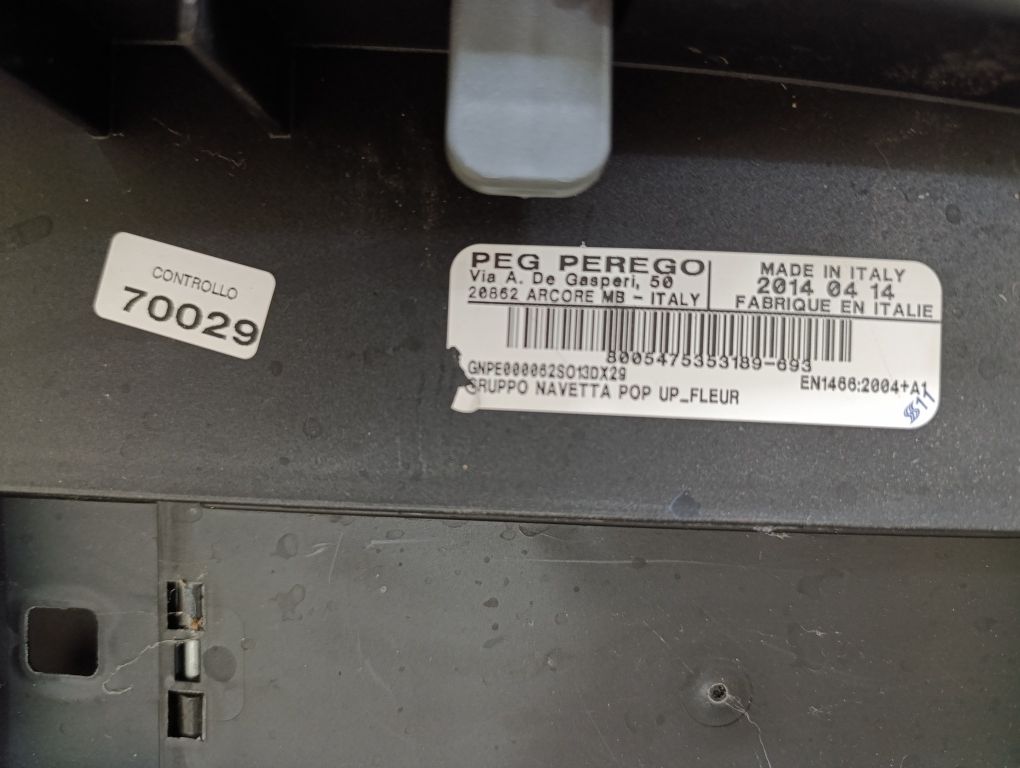 CONTROLLO
70029
PEG PEREGO
Via A. De Gasperi, 50
20862 ARCORE MB - ITALY
MADE IN ITALY
2014 04 14
FABRIQUE EN ITALIE
8005475353189-693
GNPE000062SO13DX29
GRUPPO NAVETTA POP UP_FLEUR
EN1466:2004+A1
11